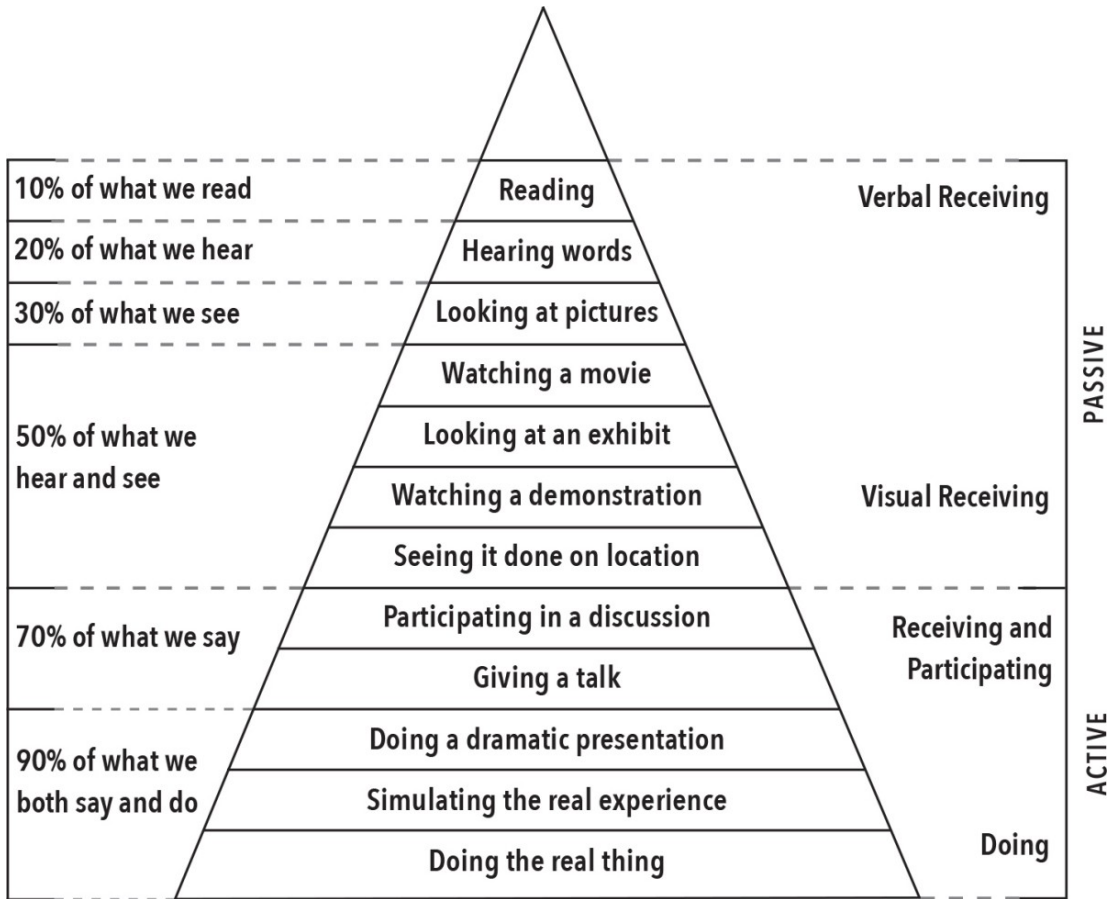 10% of what we read
Reading
Verbal Receiving
20% of what we hear
Hearing words
30% of what we see
Looking at pictures
Watching a movie
50% of what we
hear and see
Looking at an exhibit
Watching a demonstration
Visual Receiving
Seeing it done on location
PASSIVE
70% of what we say
Participating in a discussion
Giving a talk
Receiving and
Participating
90% of what we
both say and do
Doing a dramatic presentation
Simulating the real experience
Doing the real thing
Doing
ACTIVE